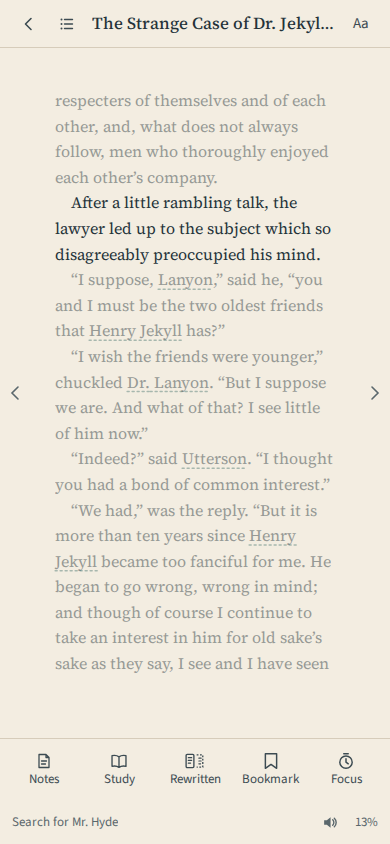 The Strange Case of Dr. Jekyl...
Aa
respecters of themselves and of each
other, and, what does not always
follow, men who thoroughly enjoyed
each other’s company.
After a little rambling talk, the
lawyer led up to the subject which so
disagreeably preoccupied his mind.
“I suppose, Lanyon,” said he, “you
and I must be the two oldest friends
that Henry Jekyll has?”
“I wish the friends were younger,”
chuckled Dr. Lanyon. “But I suppose
we are. And what of that? I see little
of him now.”
“Indeed?” said Utterson. “I thought
you had a bond of common interest.”
“We had,” was the reply. “But it is
more than ten years since Henry
Jekyll became too fanciful for me. He
began to go wrong, wrong in mind;
and though of course I continue to
take an interest in him for old sake’s
sake as they say, I see and I have seen
Notes
Study
Rewritten
Bookmark
Focus
Search for Mr. Hyde
13%